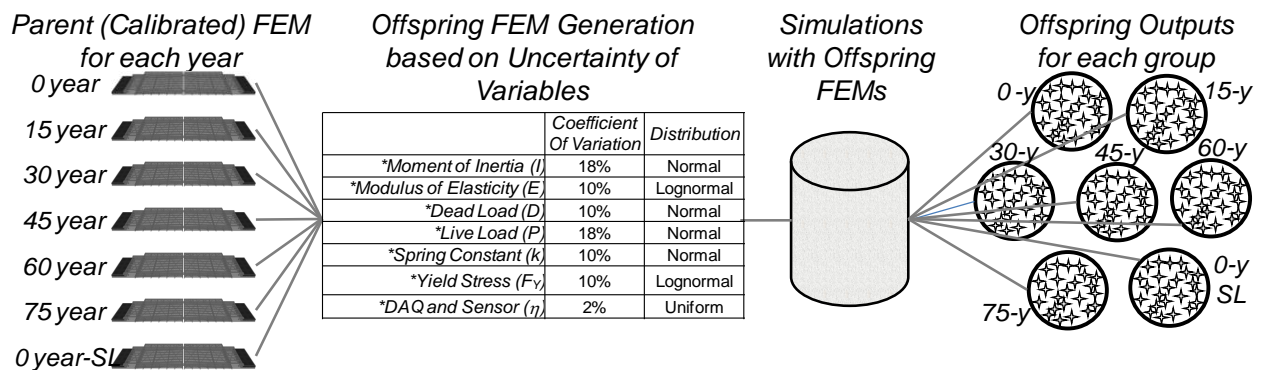 Parent (Calibrated) FEM
for each year
0 year
15 year
30 year
45 year
60 year
75 year
0 year-SL
Offspring FEM Generation
based on Uncertainty of
Variables
Coefficient
Of Variation
Distribution
*Moment of Inertia (I) 18% Normal
*Modulus of Elasticity (E) 10% Lognormal
*Dead Load (D) 10% Normal
*Live Load (P) 18% Normal
*Spring Constant (k) 10% Normal
*Yield Stress (FY) 10% Lognormal
*DAQ and Sensor (η) 2% Uniform
Simulations
with Offspring
FEMs
Offspring Outputs
for each group
0-y
15-y
30-y
45-y
60-y
75-y
0-y
SL